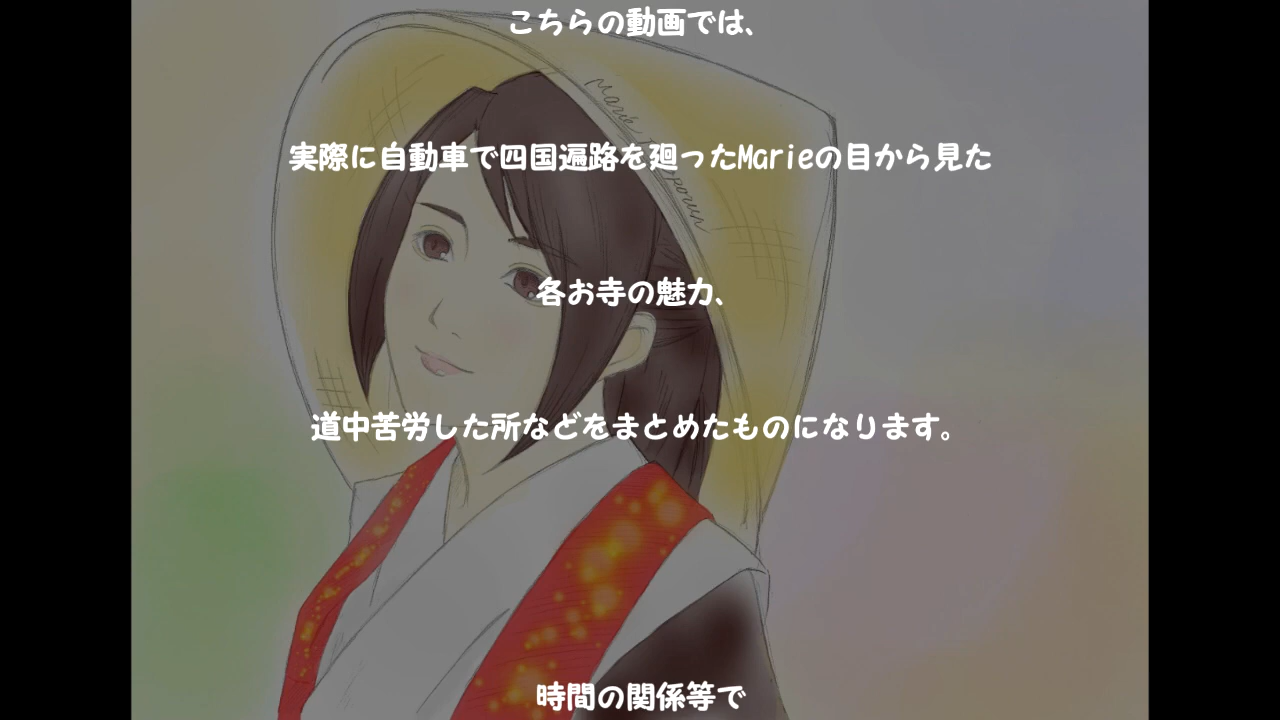 こちらの動画では、
実際に自動車で四国遍路を廻ったMarieの目から見た
各お寺の魅力、
道中苦労した所などをまとめたものになります。
時間の関係等で
Marie